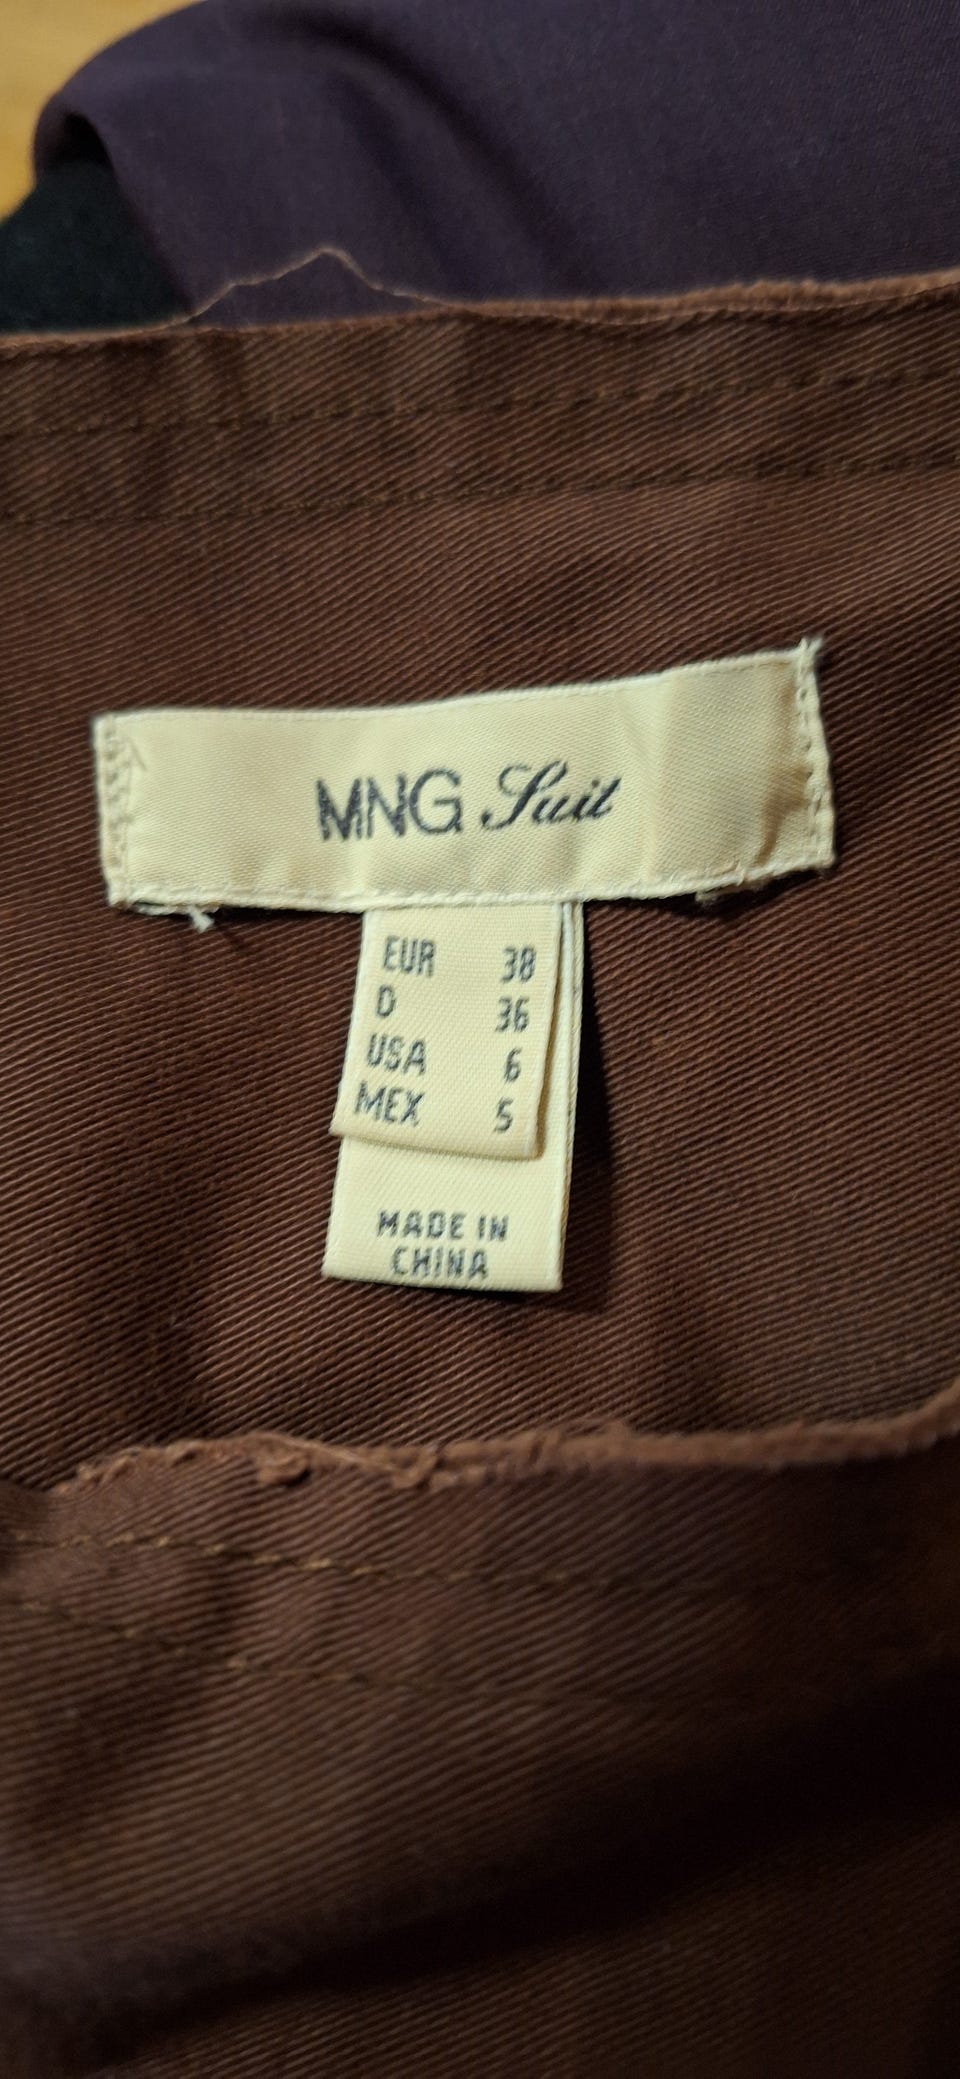 MNG Suit
EUR 38
D 36
USA 6
MEX 5
MADE IN
CHINA